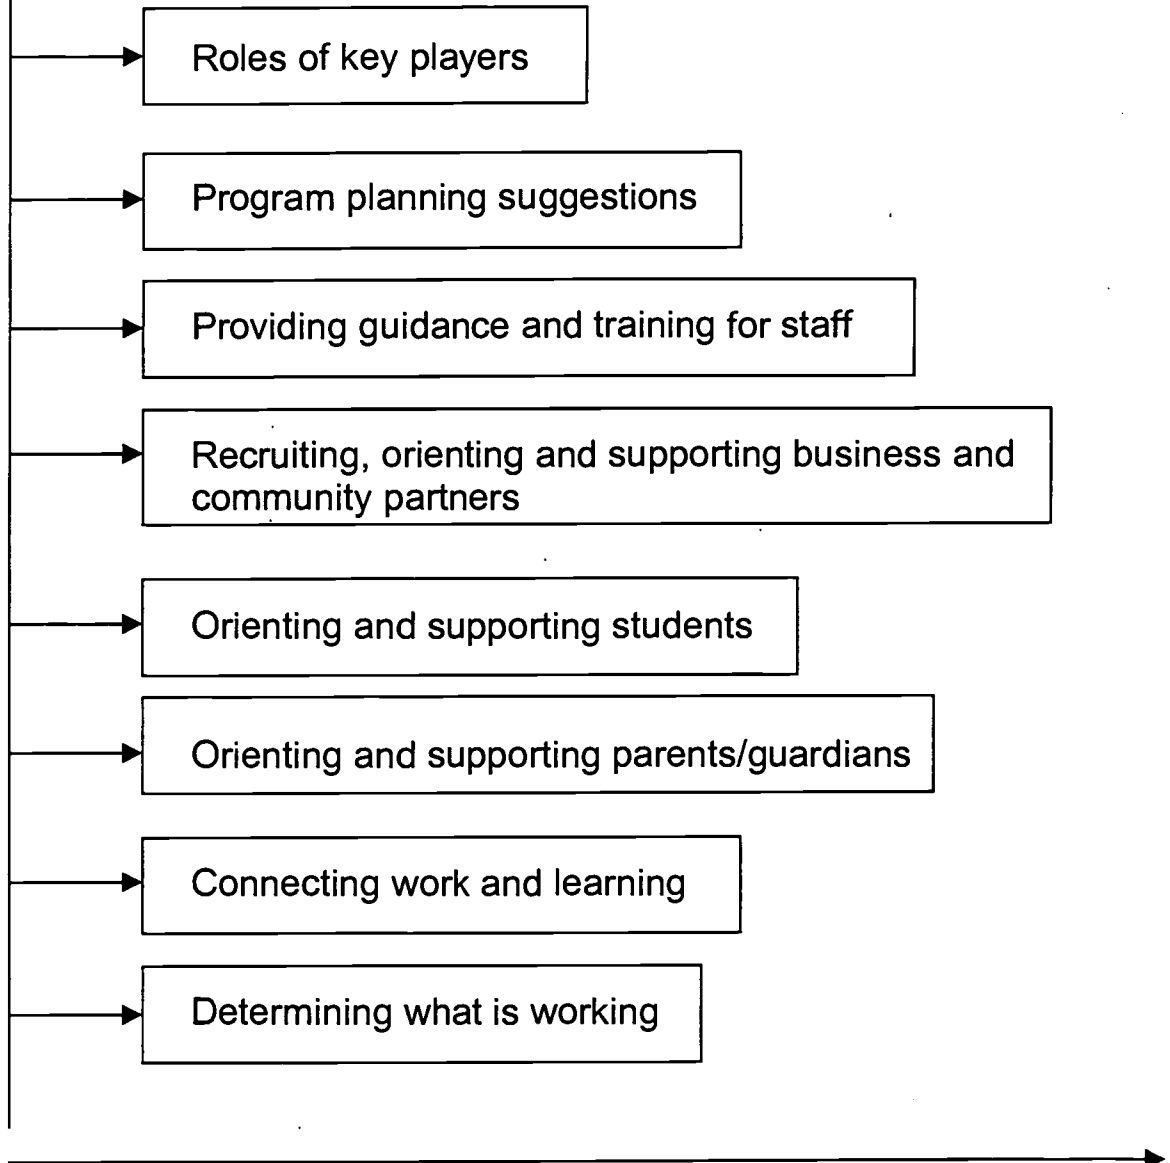 Roles of key players
Program planning suggestions
Providing guidance and training for staff
Recruiting, orienting and supporting business and
community partners
Orienting and supporting students
Orienting and supporting parents/guardians
Connecting work and learning
Determining what is working